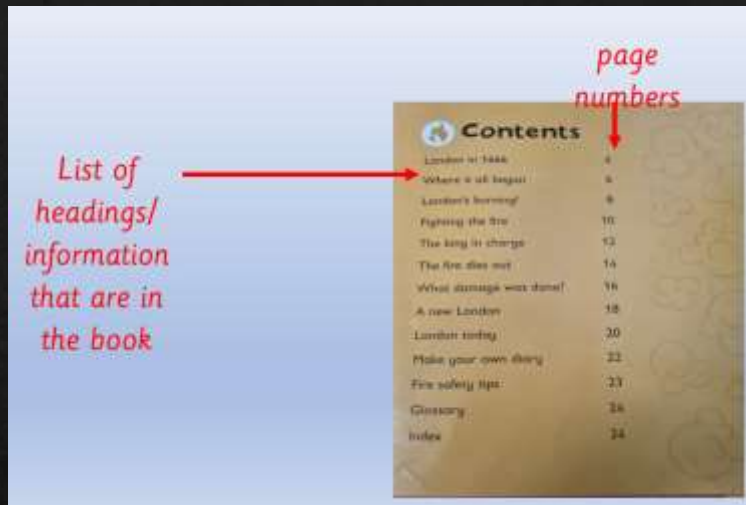 page
numbers
List of
headings/
information
that are in
the book
Contents
London in 1666 4
Where it all began 6
London's burning! 8
Fighting the fire 10
The king in charge 12
The fire dies out 14
What damage was done? 16
A new London 18
London today 20
Make your own diary 22
Fire safety tips 23
Glossary 24
Index 24